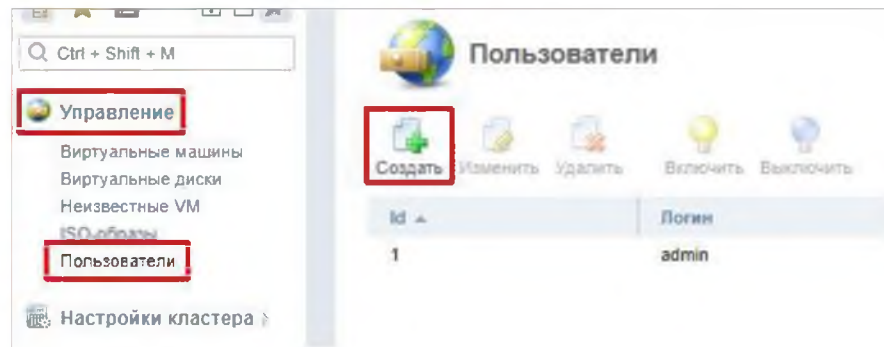 Ctrl + Shift + M
Управление
Виртуальные машины
Виртуальные диски
Неизвестные VM
ISO-образы
Пользователи
Настройки кластера
Пользователи
Создать Изменить Удалить Включить Выключить
Id Логин
1 admin